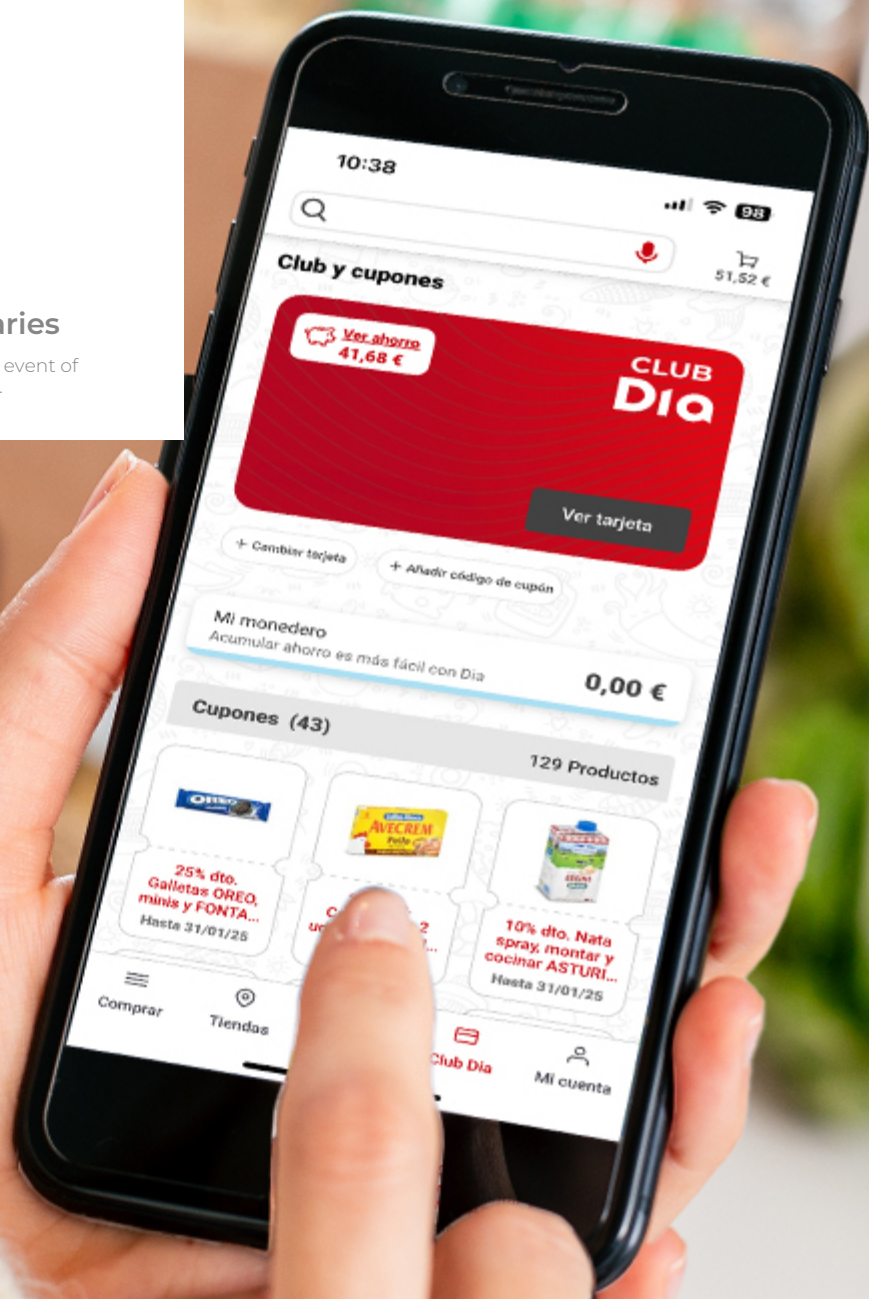 10:38
98
51,52 €
Club y cupones
Ver ahorro
41,68 €
CLUB
Dia
Ver tarjeta
+ Cambiar tarjeta
+ Añadir código de cupón
Mi monedero
Acumular ahorro es más fácil con Dia
0,00 €
Cupones (43)
129 Productos
OREO
AVECREM
Pollo
25% dto.
Galletas OREO,
minis y FONTA...
Hasta 31/01/25
2
10% dto. Nata
spray, montar y
cocinar ASTURI...
Hasta 31/01/25
Comprar
Tiendas
Club Dia
Mi cuenta
event of